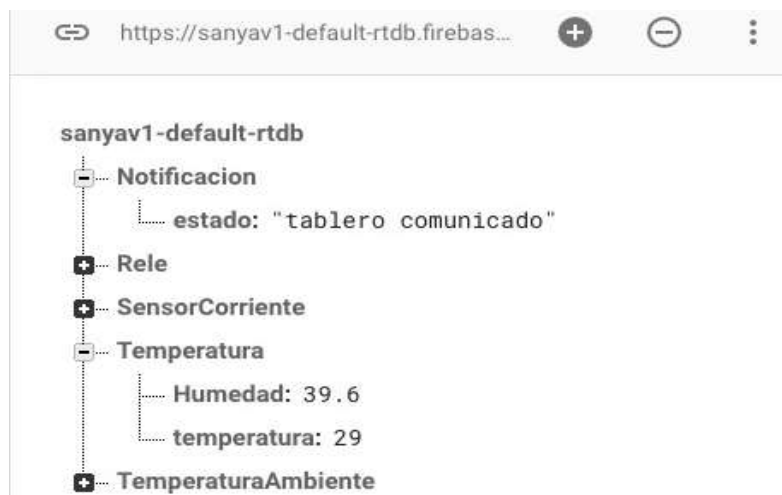 https://sanyav1-default-rtdb.firebas...
sanyav1-default-rtdb
Notificacion
estado: "tablero comunicado"
Rele
SensorCorriente
Temperatura
Humedad: 39.6
temperatura: 29
TemperaturaAmbiente